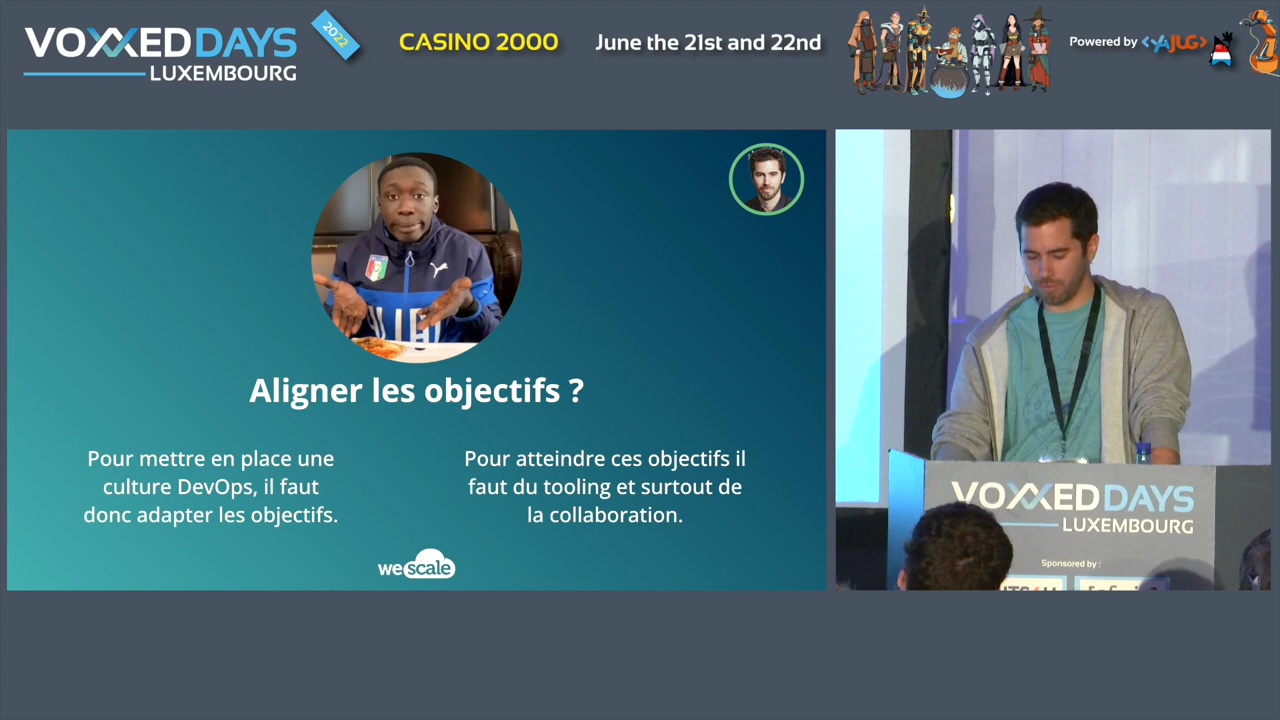 VOXXED DAYS
LUXEMBOURG
2022
CASINO 2000
June the 21st and 22nd
Powered by <YAJUG>
Aligner les objectifs ?
Pour mettre en place une
culture DevOps, il faut
donc adapter les objectifs.
Pour atteindre ces objectifs il
faut du tooling et surtout de
la collaboration.
wescale
VOXXED DAYS
LUXEMBOURG
Sponsored by :